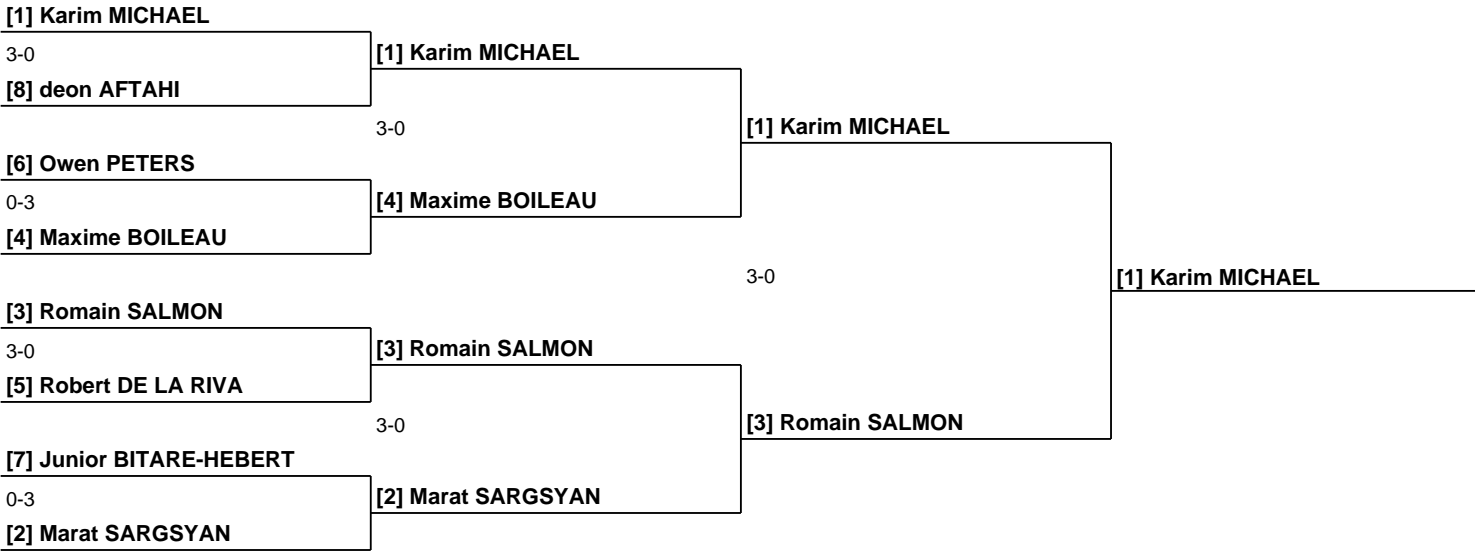 [1] Karim MICHAEL
3-0
[1] Karim MICHAEL
[8] deon AFTAHI
3-0
[1] Karim MICHAEL
[6] Owen PETERS
0-3
[4] Maxime BOILEAU
[4] Maxime BOILEAU
3-0
[1] Karim MICHAEL
[3] Romain SALMON
3-0
[3] Romain SALMON
[5] Robert DE LA RIVA
3-0
[3] Romain SALMON
[7] Junior BITARE-HEBERT
0-3
[2] Marat SARGSYAN
[2] Marat SARGSYAN